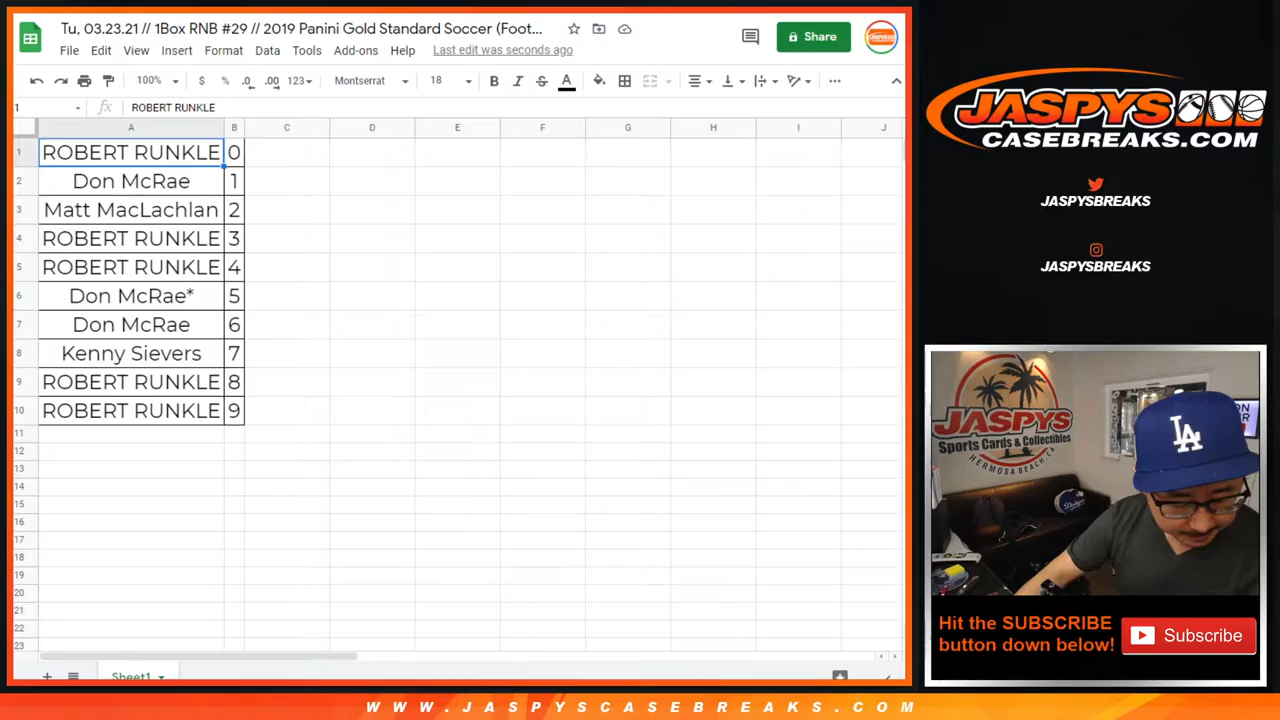 Tu, 03.23.21 // 1Box RNB #29 // 2019 Panini Gold Standard Soccer (Foot...
File Edit View Insert Format Data Tools Add-ons Help Last edit was seconds ago
Share
100% $ % .0 .00 123 Montserrat 18 B I S A
1 fx ROBERT RUNKLE
A B C D E F G H I J
1 ROBERT RUNKLE 0
2 Don McRae 1
3 Matt MacLachlan 2
4 ROBERT RUNKLE 3
5 ROBERT RUNKLE 4
6 Don McRae* 5
7 Don McRae 6
8 Kenny Sievers 7
9 ROBERT RUNKLE 8
10 ROBERT RUNKLE 9
11
12
13
14
15
16
17
18
19
20
21
22
23
Sheet1
JASPYS
CASEBREAKS.COM
JASPYSBREAKS
JASPYSBREAKS
JASPYS
Sports Cards & Collectibles
HERMOSA BEACH, CA
LA
Dodgers
Hit the SUBSCRIBE
button down below!
Subscribe
WWW.JASPYSCASEBREAKS.COM